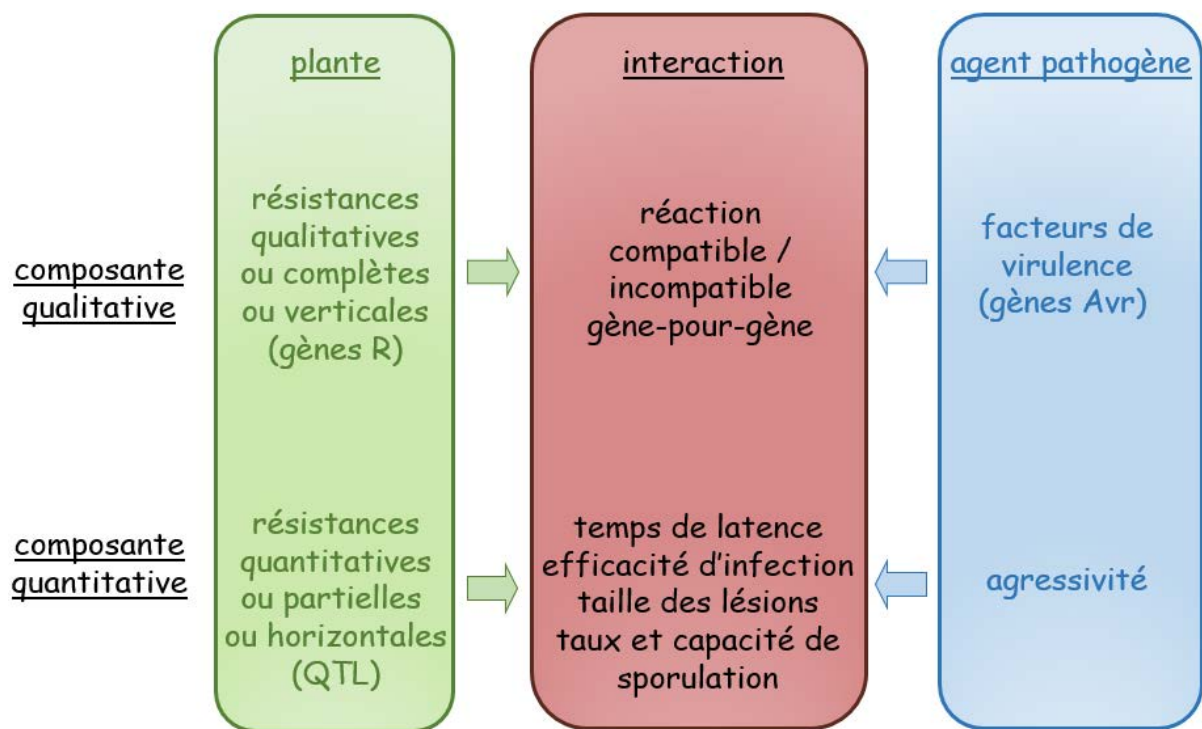 plante
interaction
agent pathogène
composante
qualitative
résistances
qualitatives
ou complètes
ou verticales
(gènes R)
réaction
compatible /
incompatible
gène-pour-gène
facteurs de
virulence
(gènes Avr)
composante
quantitative
résistances
quantitatives
ou partielles
ou horizontales
(QTL)
temps de latence
efficacité d'infection
taille des lésions
taux et capacité de
sporulation
agressivité